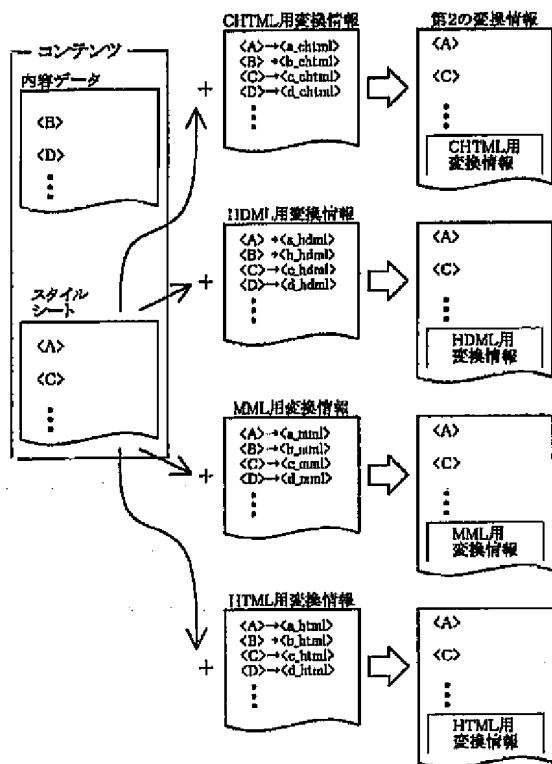 コンテンツ
内容データ
<B>
<D>
スタイル
シート
<A>
<C>
+
CHTML用変換情報
<A>→<a_chtml>
<B>→<b_chtml>
<C>→<c_chtml>
<D>→<d_chtml>
第2の変換情報
<A>
<C>
CHTML用
変換情報
+
HDML用変換情報
<A>→<a_hdml>
<B>→<b_hdml>
<C>→<c_hdml>
<D>→<d_hdml>
<A>
<C>
HDML用
変換情報
+
MML用変換情報
<A>→<a_mml>
<B>→<b_mml>
<C>→<c_mml>
<D>→<d_mml>
<A>
<C>
MML用
変換情報
+
HTML用変換情報
<A>→<a_html>
<B>→<b_html>
<C>→<c_html>
<D>→<d_html>
<A>
<C>
HTML用
変換情報